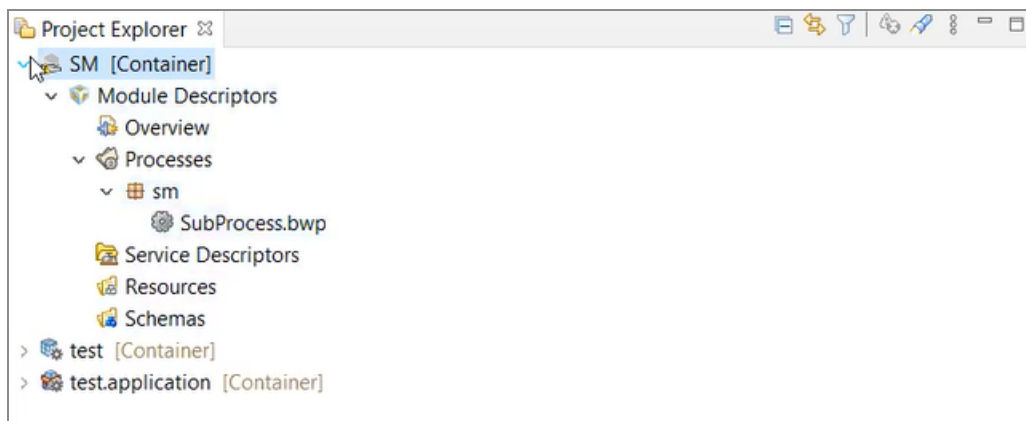 Project Explorer
SM [Container]
Module Descriptors
Overview
Processes
sm
SubProcess.bwp
Service Descriptors
Resources
Schemas
test [Container]
test.application [Container]